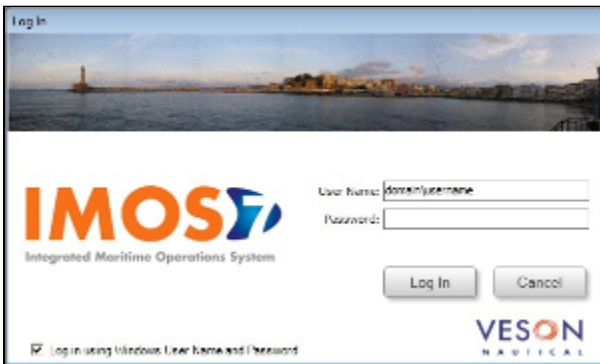 Log In
User Name: domain\username
Password:
IMOS7
Integrated Maritime Operations System
Log In
Cancel
Log in using Windows User Name and Password
VESON
NAUTICAL